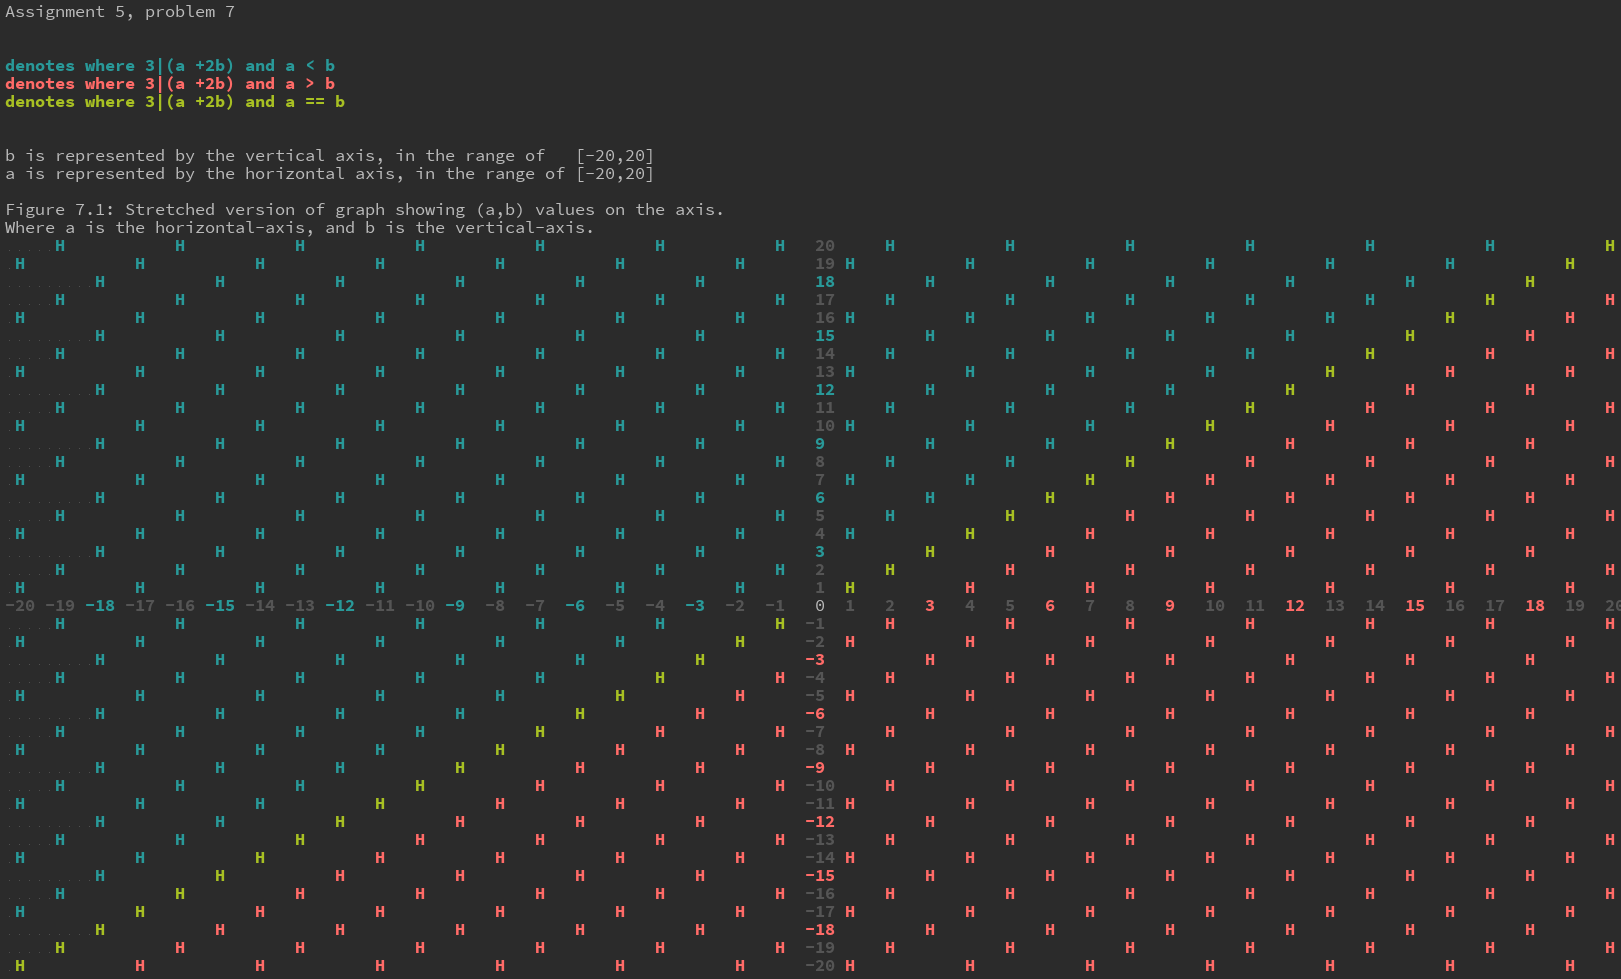 Assignment 5, problem 7
denotes where 3|(a +2b) and a < b
denotes where 3|(a +2b) and a > b
denotes where 3|(a +2b) and a == b
b is represented by the vertical axis, in the range of [-20,20]
a is represented by the horizontal axis, in the range of [-20,20]
Figure 7.1: Stretched version of graph showing (a,b) values on the axis.
Where a is the horizontal-axis, and b is the vertical-axis.
H H H H H H H 20 H H H H H H H
H H H H H H H 19 H H H H H H H
H H H H H H 18 H H H H H H
H H H H H H H 17 H H H H H H H
H H H H H H H 16 H H H H H H H
H H H H H H 15 H H H H H H
H H H H H H H 14 H H H H H H H
H H H H H H H 13 H H H H H H H
H H H H H H 12 H H H H H H
H H H H H H H 11 H H H H H H H
H H H H H H H 10 H H H H H H H
H H H H H H 9 H H H H H H
H H H H H H H 8 H H H H H H H
H H H H H H H 7 H H H H H H H
H H H H H H 6 H H H H H H
H H H H H H H 5 H H H H H H H
H H H H H H H 4 H H H H H H H
H H H H H H 3 H H H H H H
H H H H H H H 2 H H H H H H H
H H H H H H H 1 H H H H H H H
-20 -19 -18 -17 -16 -15 -14 -13 -12 -11 -10 -9 -8 -7 -6 -5 -4 -3 -2 -1 0 1 2 3 4 5 6 7 8 9 10 11 12 13 14 15 16 17 18 19 20
H H H H H H H -1 H H H H H H H
H H H H H H H -2 H H H H H H H
H H H H H H -3 H H H H H H
H H H H H H H -4 H H H H H H H
H H H H H H H -5 H H H H H H H
H H H H H H -6 H H H H H H
H H H H H H H -7 H H H H H H H
H H H H H H H -8 H H H H H H H
H H H H H H -9 H H H H H H
H H H H H H H -10 H H H H H H H
H H H H H H H -11 H H H H H H H
H H H H H H -12 H H H H H H
H H H H H H H -13 H H H H H H H
H H H H H H H -14 H H H H H H H
H H H H H H -15 H H H H H H
H H H H H H H -16 H H H H H H H
H H H H H H H -17 H H H H H H H
H H H H H H -18 H H H H H H
H H H H H H H -19 H H H H H H H
H H H H H H H -20 H H H H H H H